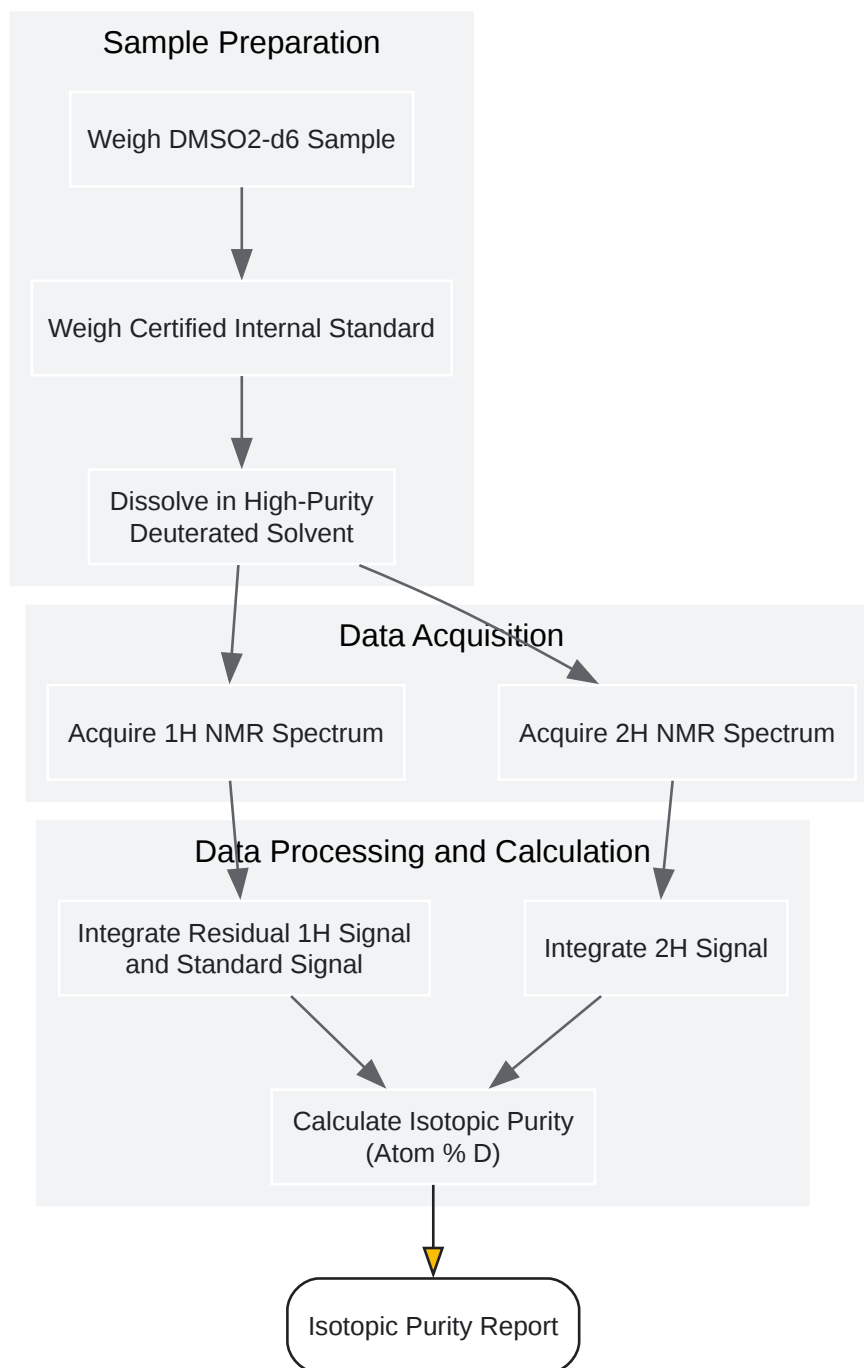 Sample Preparation
Weigh DMSO2-d6 Sample
Weigh Certified Internal Standard
Dissolve in High-Purity
Deuterated Solvent
Data Acquisition
Acquire 1H NMR Spectrum
Acquire 2H NMR Spectrum
Data Processing and Calculation
Integrate Residual 1H Signal
and Standard Signal
Integrate 2H Signal
Calculate Isotopic Purity
(Atom % D)
Isotopic Purity Report